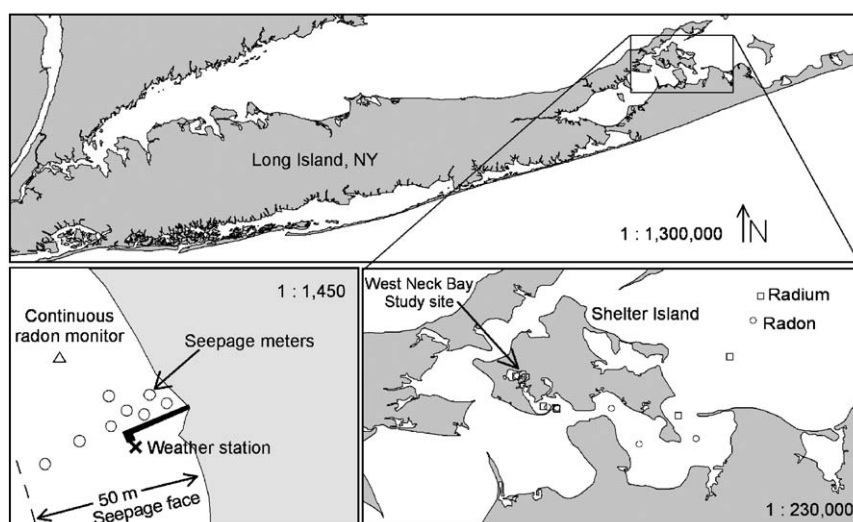 Long Island, NY
1 : 1,300,000
N
1 : 1,450
Continuous
radon monitor
Seepage meters
Weather station
50 m
Seepage face
West Neck Bay
Study site
Shelter Island
Radium
Radon
1 : 230,000